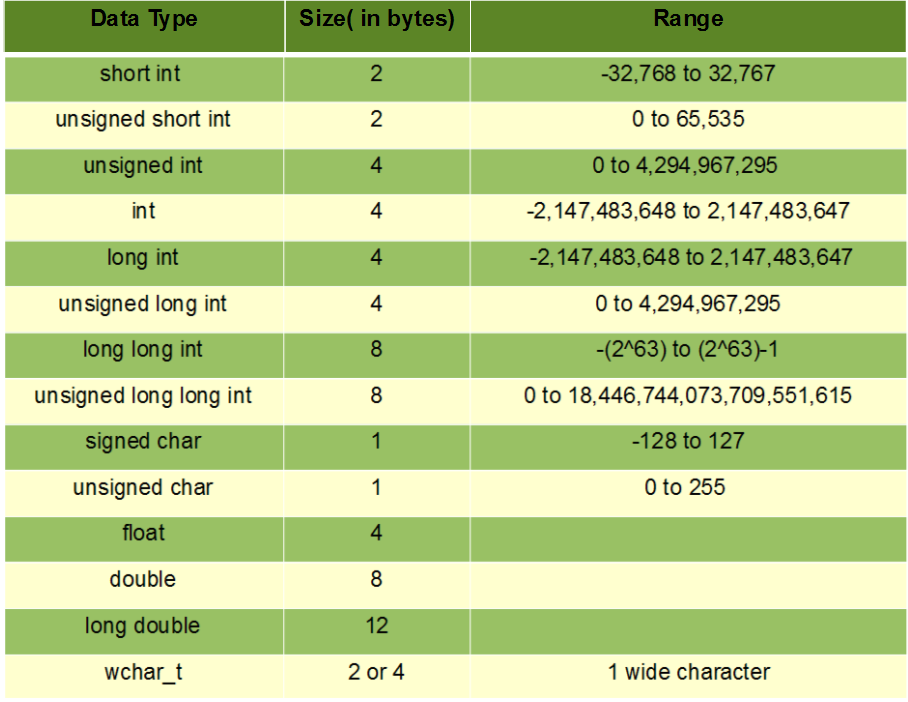 Data Type Size( in bytes) Range
short int 2 -32,768 to 32,767
unsigned short int 2 0 to 65,535
unsigned int 4 0 to 4,294,967,295
int 4 -2,147,483,648 to 2,147,483,647
long int 4 -2,147,483,648 to 2,147,483,647
unsigned long int 4 0 to 4,294,967,295
long long int 8 -(2^63) to (2^63)-1
unsigned long long int 8 0 to 18,446,744,073,709,551,615
signed char 1 -128 to 127
unsigned char 1 0 to 255
float 4
double 8
long double 12
wchar_t 2 or 4 1 wide character